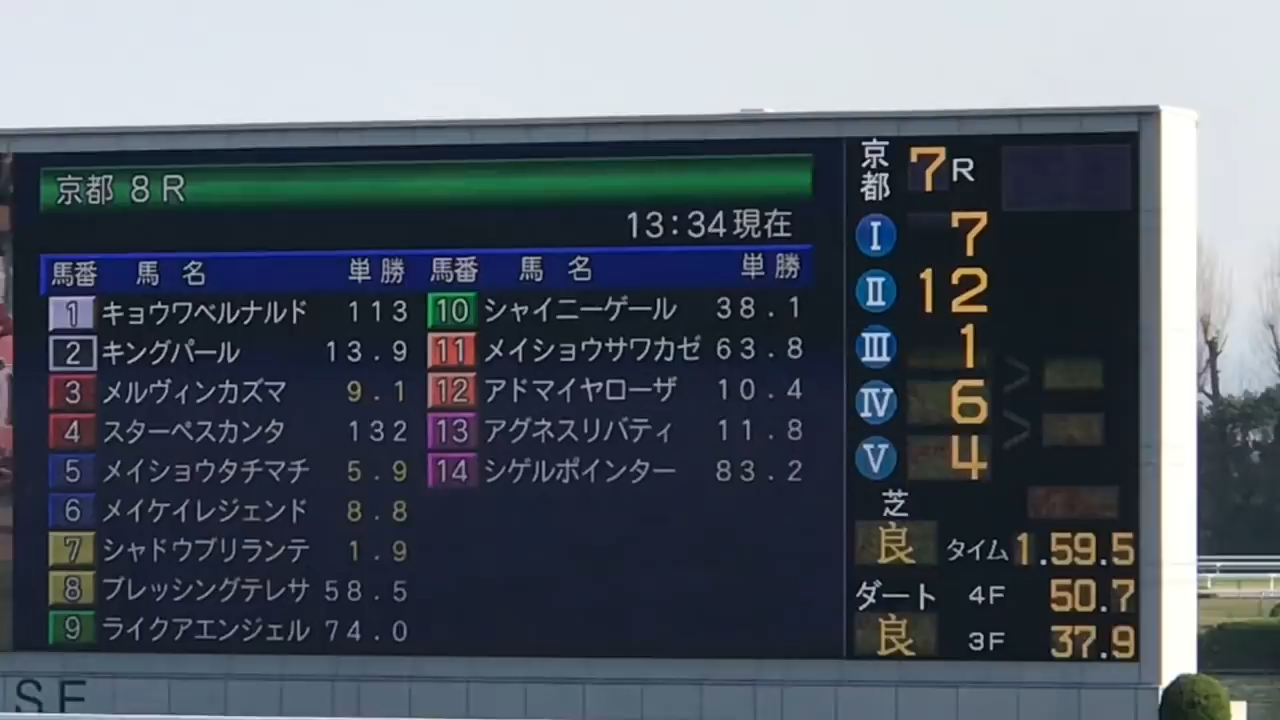 京都 8R
13:34現在
馬番 馬名 単勝 馬番 馬名 単勝
1 キョウワベルナルド 113 10 シャイニーゲール 38.1
2 キングパール 13.9 11 メイショウサワカゼ 63.8
3 メルヴィンカズマ 9.1 12 アドマイヤローザ 10.4
4 スターペスカンタ 132 13 アグネスリバティ 11.8
5 メイショウタチマチ 5.9 14 シゲルポインター 83.2
6 メイケイレジェンド 8.8
7 シャドウブリランテ 1.9
8 ブレッシングテレサ 58.5
9 ライクアエンジェル 74.0
京都 7R
Ⅰ 7
Ⅱ 12
Ⅲ 1
Ⅳ 6
Ⅴ 4
芝
良 タイム 1.59.5
ダート 4F 50.7
良 3F 37.9